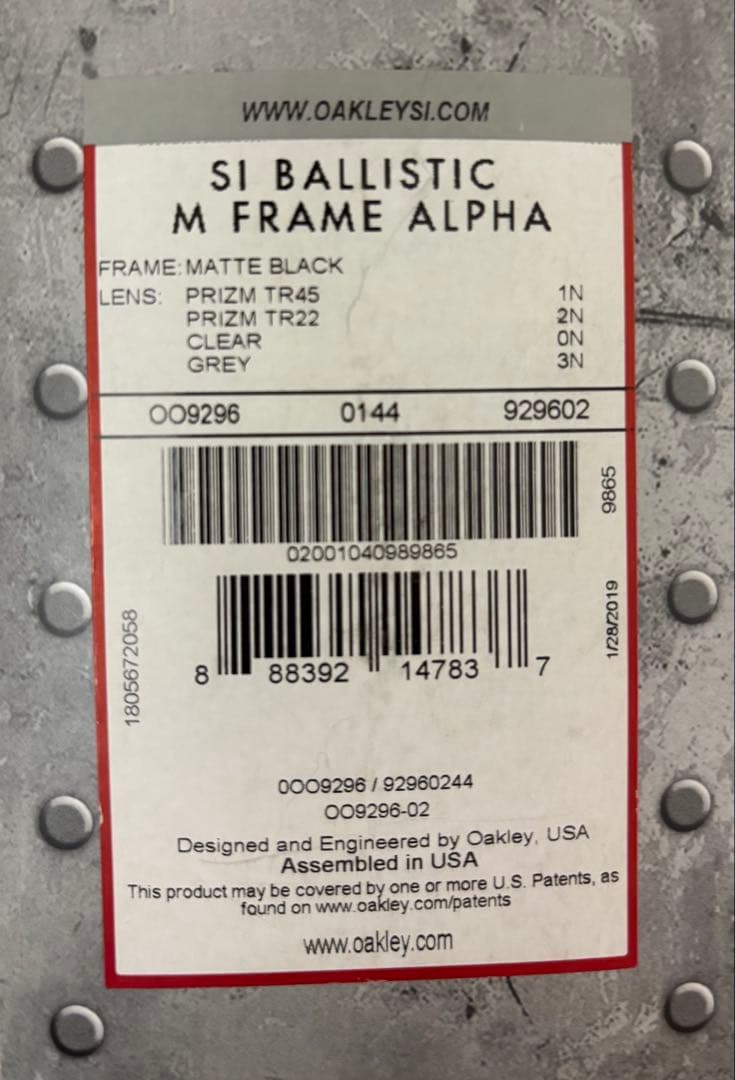 WWW.OAKLEYSI.COM
SI BALLISTIC
M FRAME ALPHA
FRAME: MATTE BLACK
LENS: PRIZM TR45 1N
PRIZM TR22 2N
CLEAR 0N
GREY 3N
OO9296 0144 929602
9865
02001040989865
1/28/2019
1805672058
8 88392 14783 7
0OO9296 / 92960244
OO9296-02
Designed and Engineered by Oakley, USA
Assembled in USA
This product may be covered by one or more U.S. Patents, as
found on www.oakley.com/patents
www.oakley.com